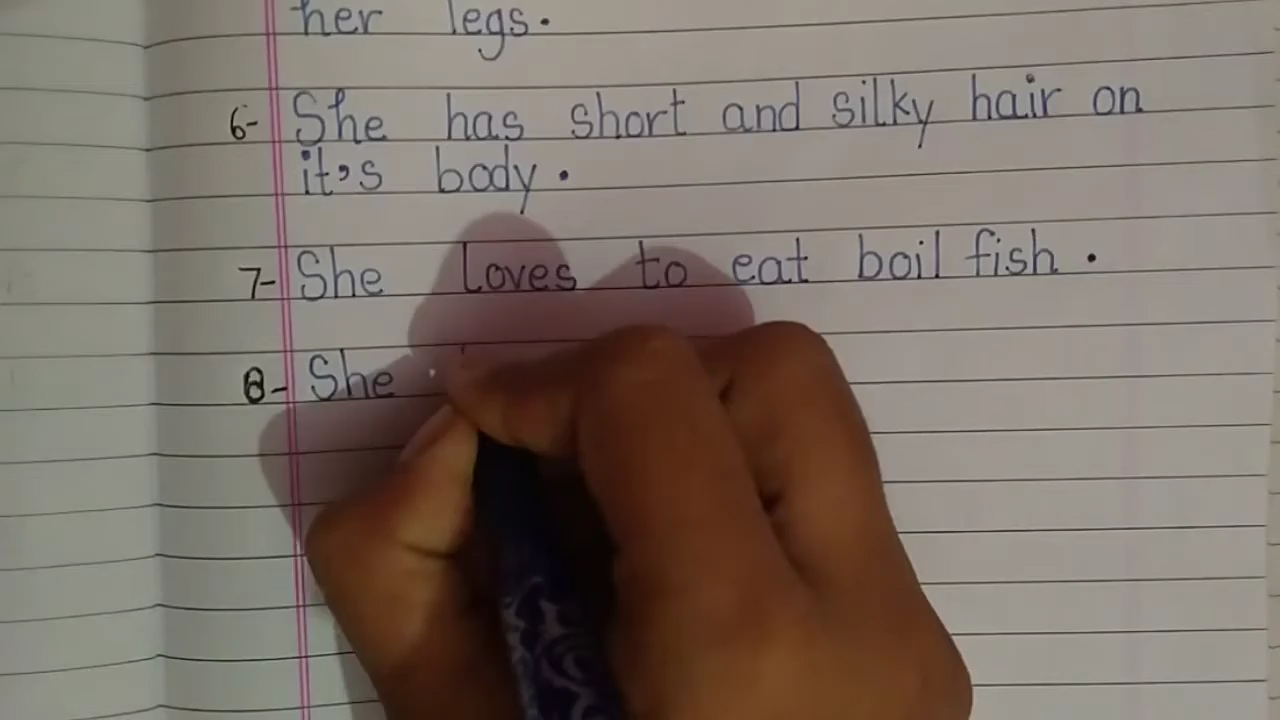 her legs.
6- She has short and silky hair on
it's body.
7- She loves to eat boil fish.
8- She